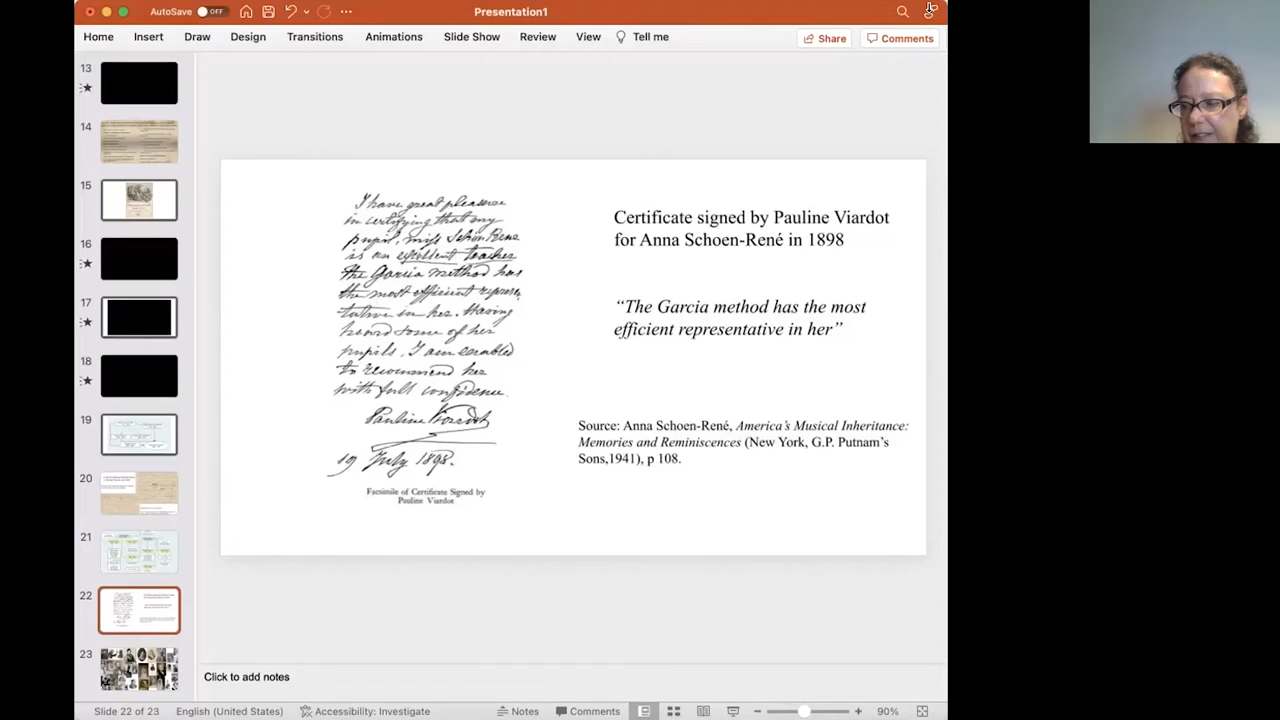 AutoSave OFF
Presentation1
Home Insert Draw Design Transitions Animations Slide Show Review View Tell me
Share Comments
13
14
15
16
17
18
19
20
21
22
23
I have great pleasure
in certifying that my
pupil, Miss Schoen-René
is an excellent teacher
the Garcia method has
the most efficient represen
tative in her. Having
heard some of her
pupils, I am enabled
to recommend her
with full confidence.
Pauline Viardot
19 July 1898.
Facsimile of Certificate Signed by
Pauline Viardot
Certificate signed by Pauline Viardot
for Anna Schoen-René in 1898
“The Garcia method has the most
efficient representative in her”
Source: Anna Schoen-René, America’s Musical Inheritance:
Memories and Reminiscences (New York, G.P. Putnam’s
Sons,1941), p 108.
Click to add notes
Slide 22 of 23 English (United States) Accessibility: Investigate Notes Comments 90%